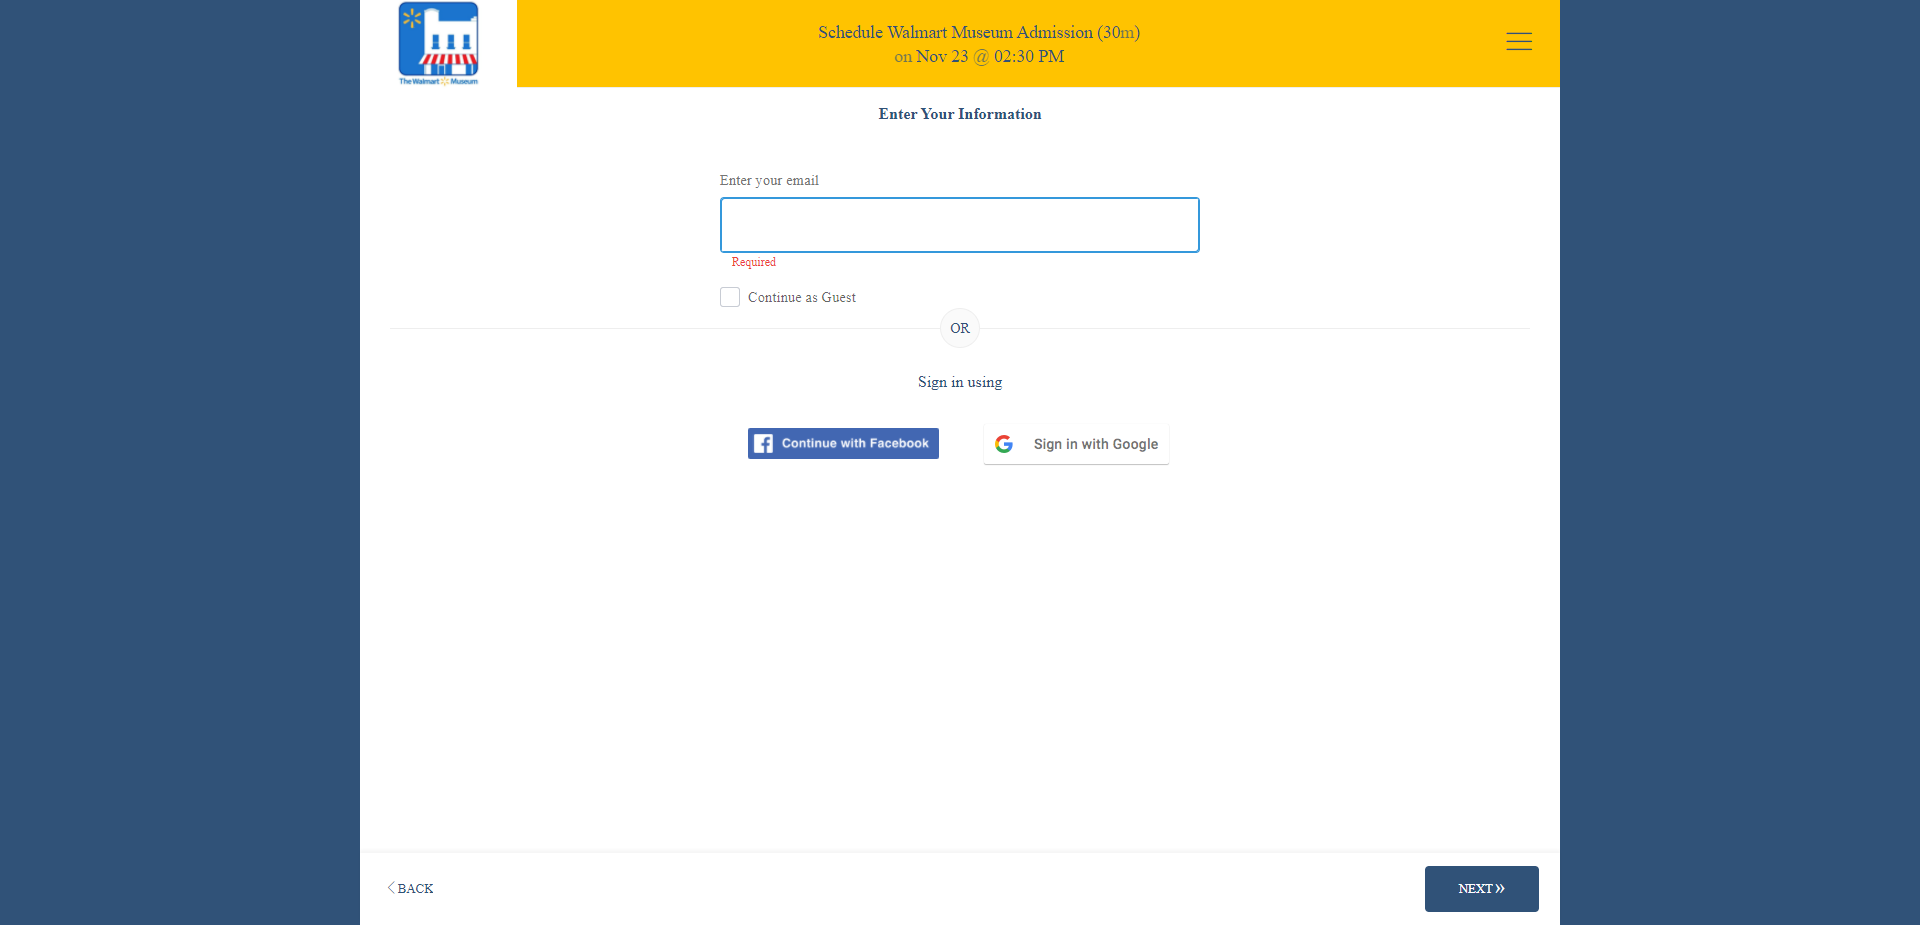 The Walmart Museum
Schedule Walmart Museum Admission (30m)
on Nov 23 @ 02:30 PM
Enter Your Information
Enter your email
Required
Continue as Guest
OR
Sign in using
Continue with Facebook
Sign in with Google
BACK
NEXT »